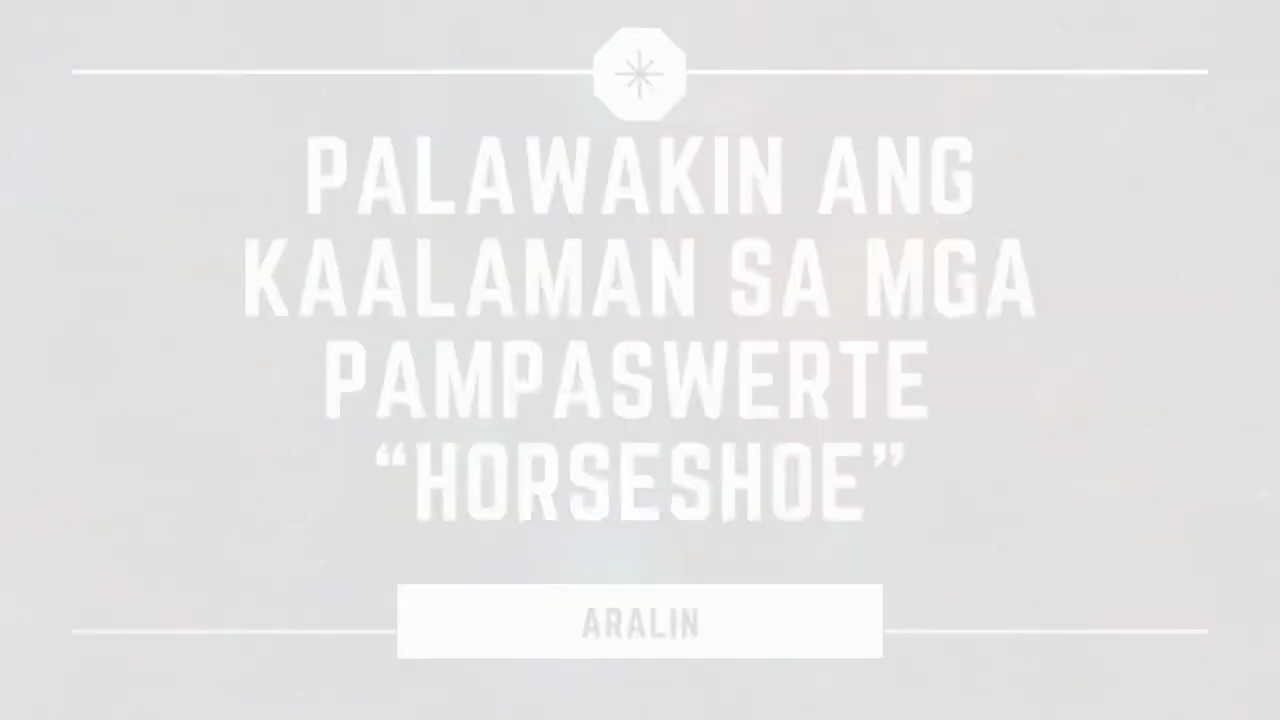 PALAWAKIN ANG
KAALAMAN SA MGA
PAMPASWERTE
“HORSESHOE”
ARALIN